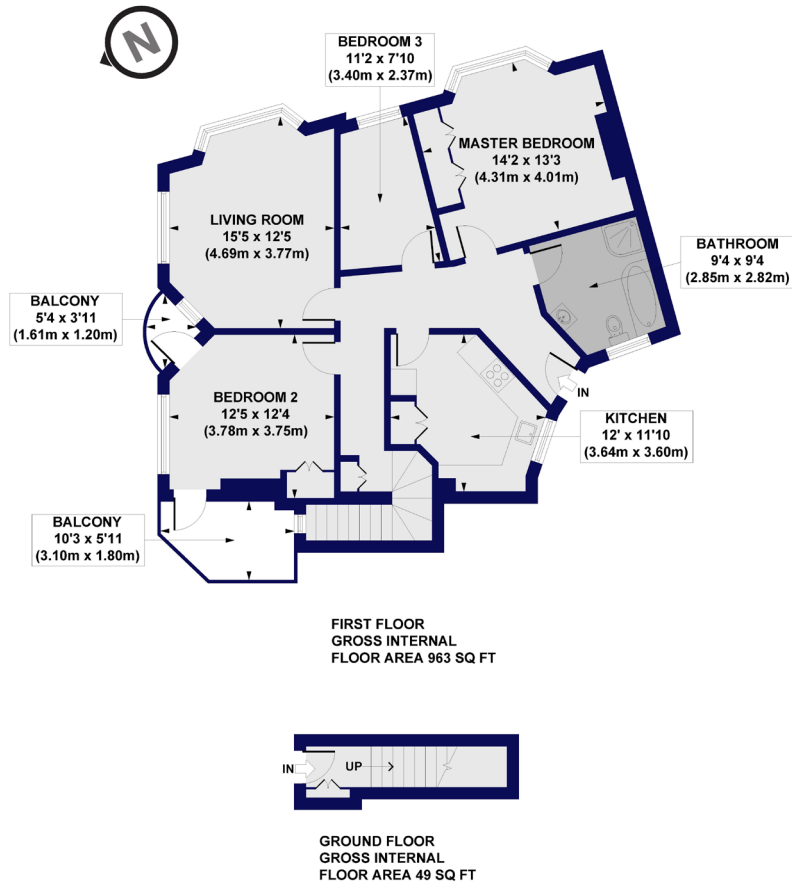 N
BEDROOM 3
11'2 x 7'10
(3.40m x 2.37m)
MASTER BEDROOM
14'2 x 13'3
(4.31m x 4.01m)
LIVING ROOM
15'5 x 12'5
(4.69m x 3.77m)
BATHROOM
9'4 x 9'4
(2.85m x 2.82m)
BALCONY
5'4 x 3'11
(1.61m x 1.20m)
BEDROOM 2
12'5 x 12'4
(3.78m x 3.75m)
IN
KITCHEN
12' x 11'10
(3.64m x 3.60m)
BALCONY
10'3 x 5'11
(3.10m x 1.80m)
FIRST FLOOR
GROSS INTERNAL
FLOOR AREA 963 SQ FT
IN
UP
GROUND FLOOR
GROSS INTERNAL
FLOOR AREA 49 SQ FT